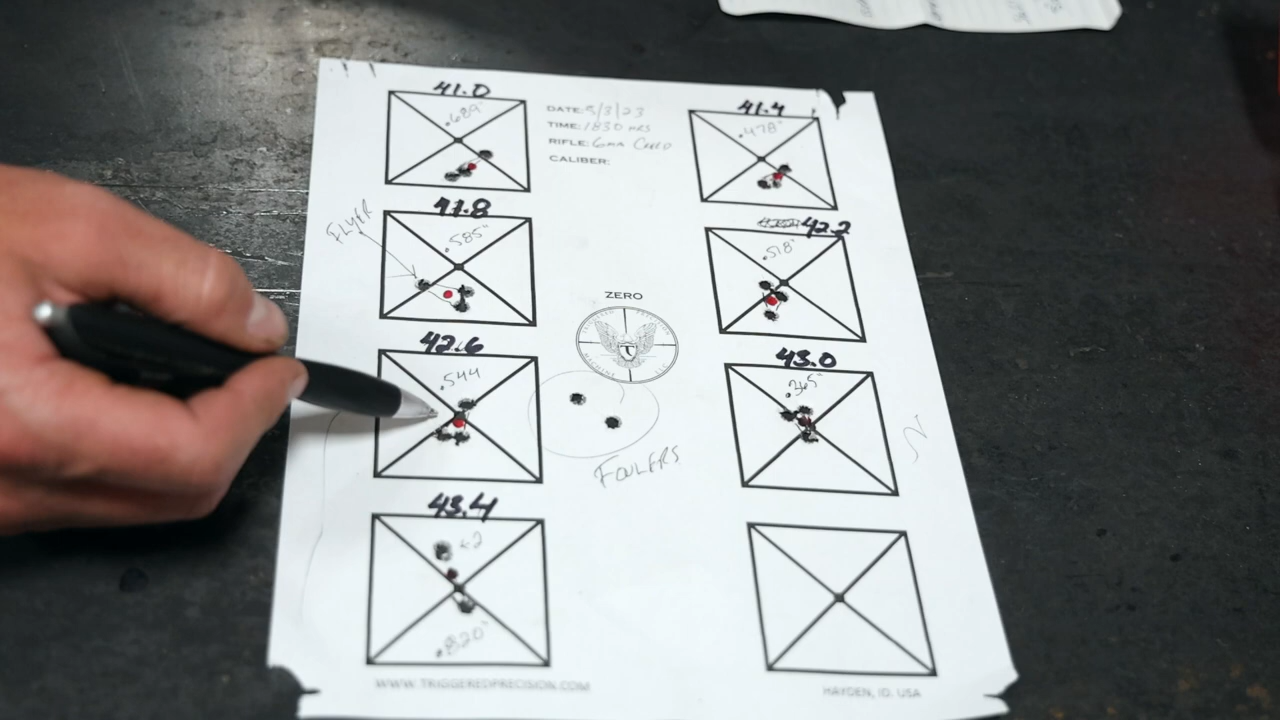 41.0
.689"
DATE: 5/3/23
TIME: 1830 HRS
RIFLE: 6MM CREED
CALIBER:
41.4
.478"
41.8
.585"
FLYER
42.2
.518"
ZERO
42.6
.544
43.0
.365"
FOULERS
43.4
x2
.820"
WWW.TRIGGEREDPRECISION.COM
HAYDEN, ID. USA